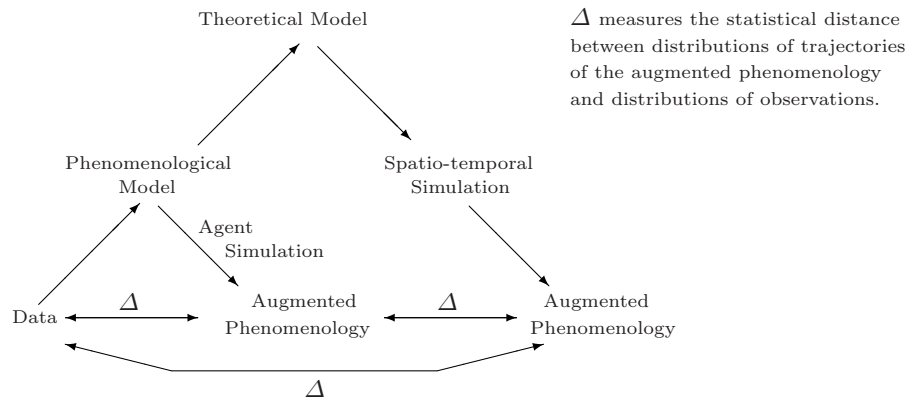 Theoretical Model
Δ measures the statistical distance
between distributions of trajectories
of the augmented phenomenology
and distributions of observations.
Phenomenological
Model
Spatio-temporal
Simulation
Agent
Simulation
Data
Δ
Augmented
Phenomenology
Δ
Augmented
Phenomenology
Δ